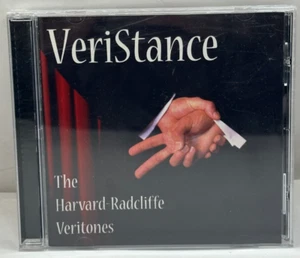 VeriStance
The
Harvard-Radcliffe
Veritones